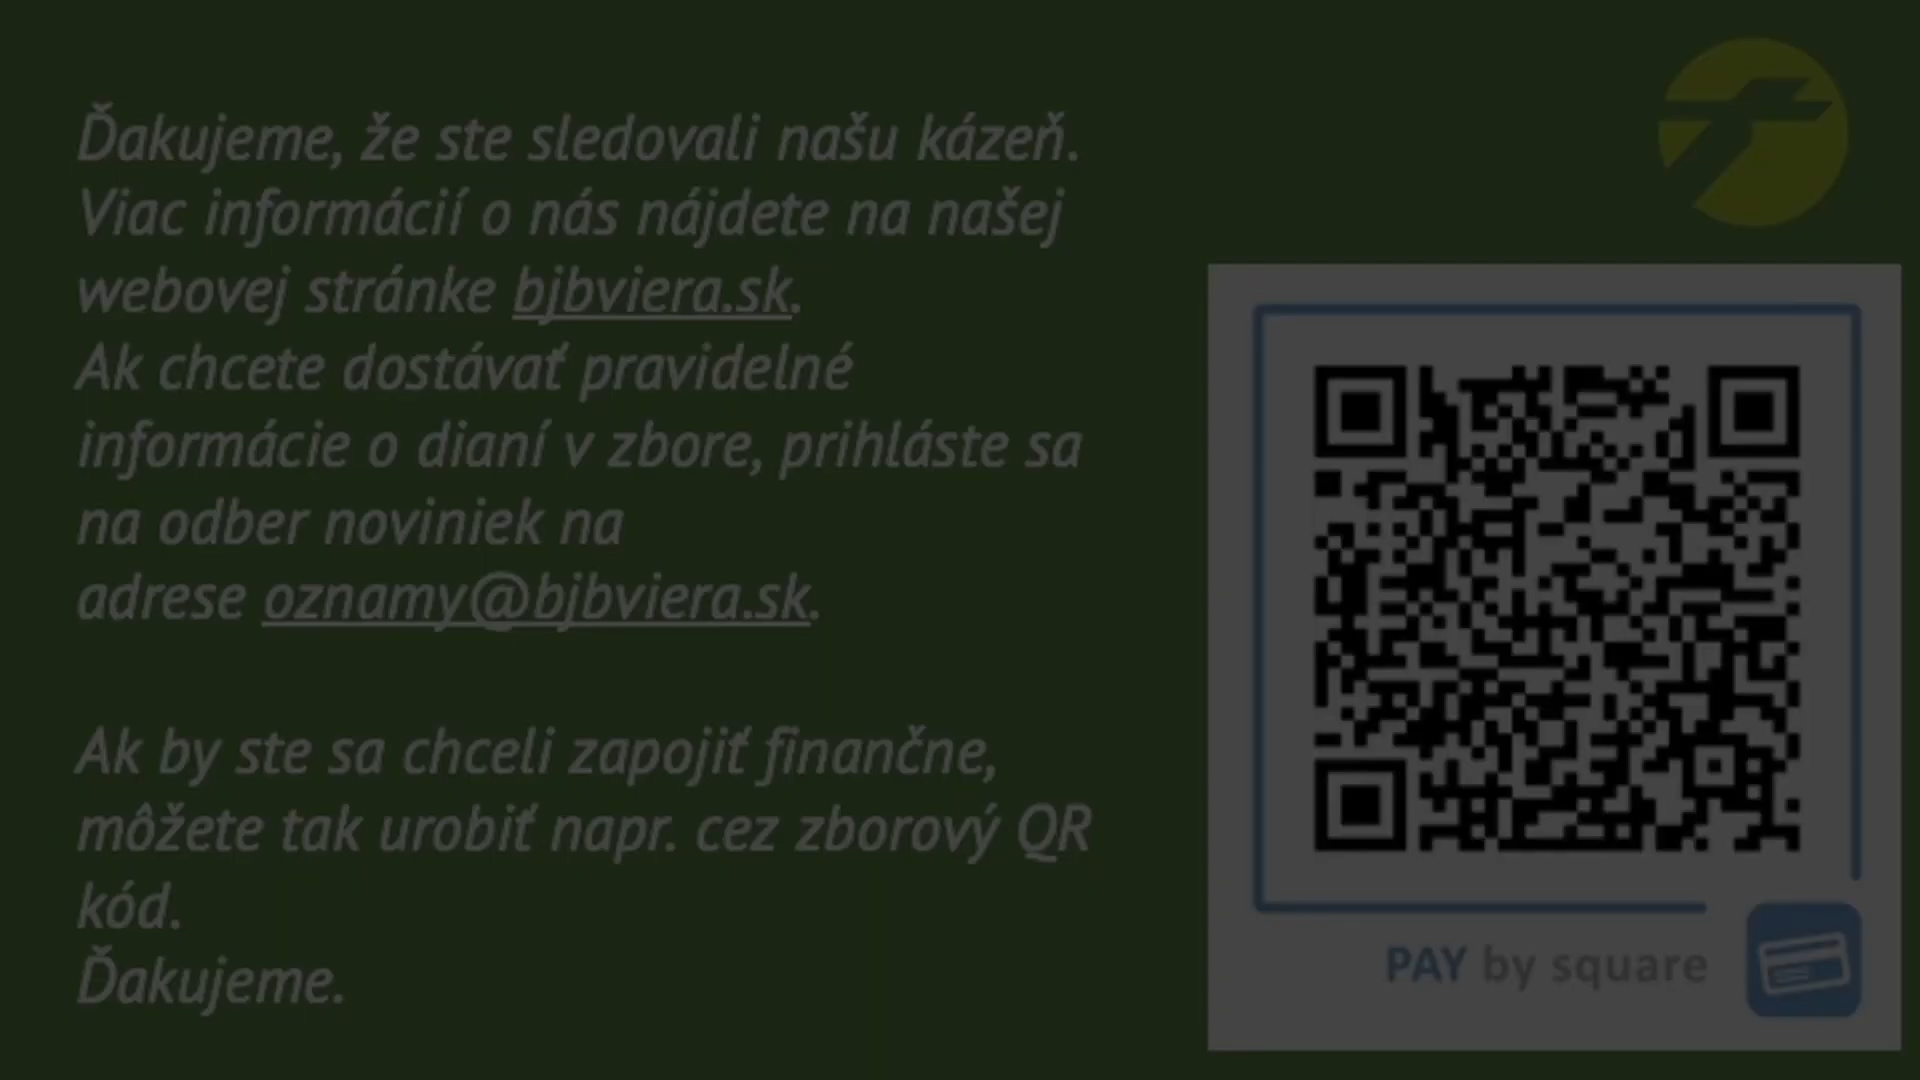 Ďakujeme, že ste sledovali našu kázeň.
Viac informácií o nás nájdete na našej
webovej stránke bjbviera.sk.
Ak chcete dostávať pravidelné
informácie o dianí v zbore, prihláste sa
na odber noviniek na
adrese oznamy@bjbviera.sk.
Ak by ste sa chceli zapojiť finančne,
môžete tak urobiť napr. cez zborový QR
kód.
Ďakujeme.
PAY by square